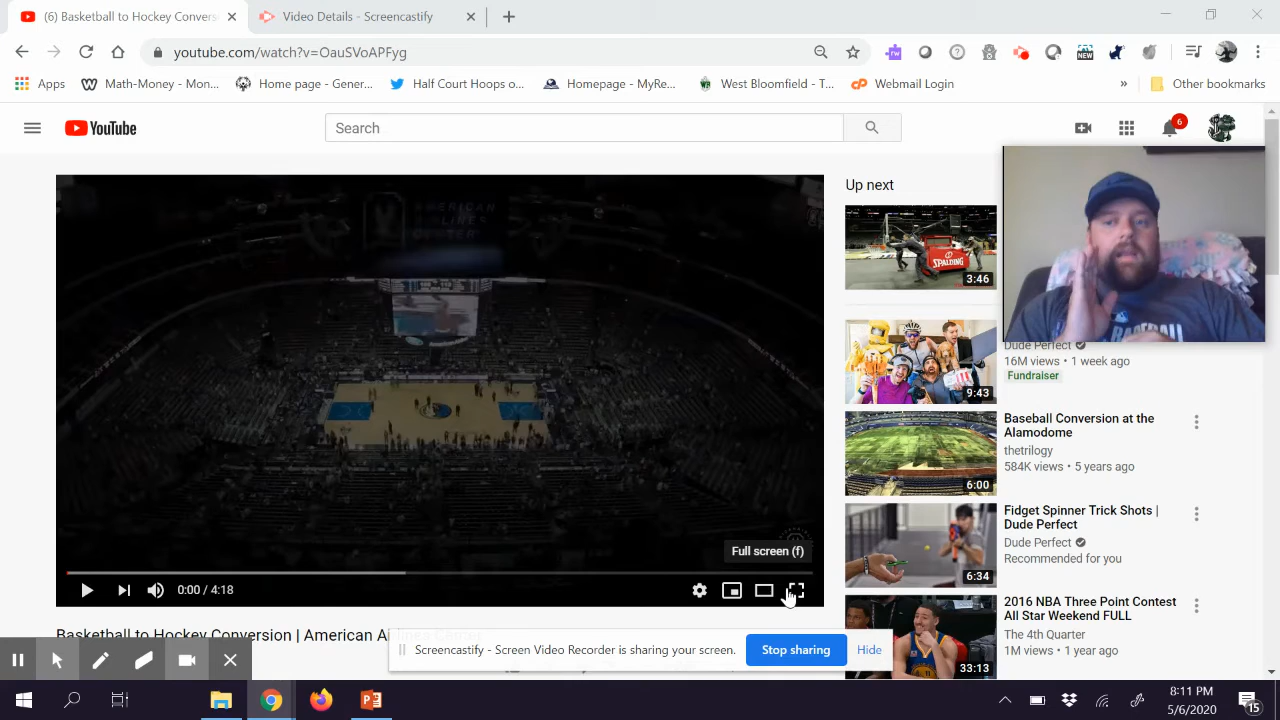 (6) Basketball to Hockey Convers
Video Details - Screencastify
youtube.com/watch?v=OauSVoAPFyg
NEW
Apps
Math-Money - Mon...
Home page - Gener...
Half Court Hoops o...
Homepage - MyRe...
West Bloomfield - T...
Webmail Login
Other bookmarks
YouTube
Search
6
Up next
SPALDING
3:46
Dude Perfect
16M views • 1 week ago
Fundraiser
9:43
Baseball Conversion at the
Alamodome
thetrilogy
584K views • 5 years ago
6:00
Fidget Spinner Trick Shots |
Dude Perfect
Dude Perfect
Recommended for you
6:34
2016 NBA Three Point Contest
All Star Weekend FULL
The 4th Quarter
1M views • 1 year ago
33:13
Full screen (f)
0:00 / 4:18
Basketball to Hockey Conversion | American Airlines Center
Screencastify - Screen Video Recorder is sharing your screen.
Stop sharing
Hide
8:11 PM
5/6/2020
15